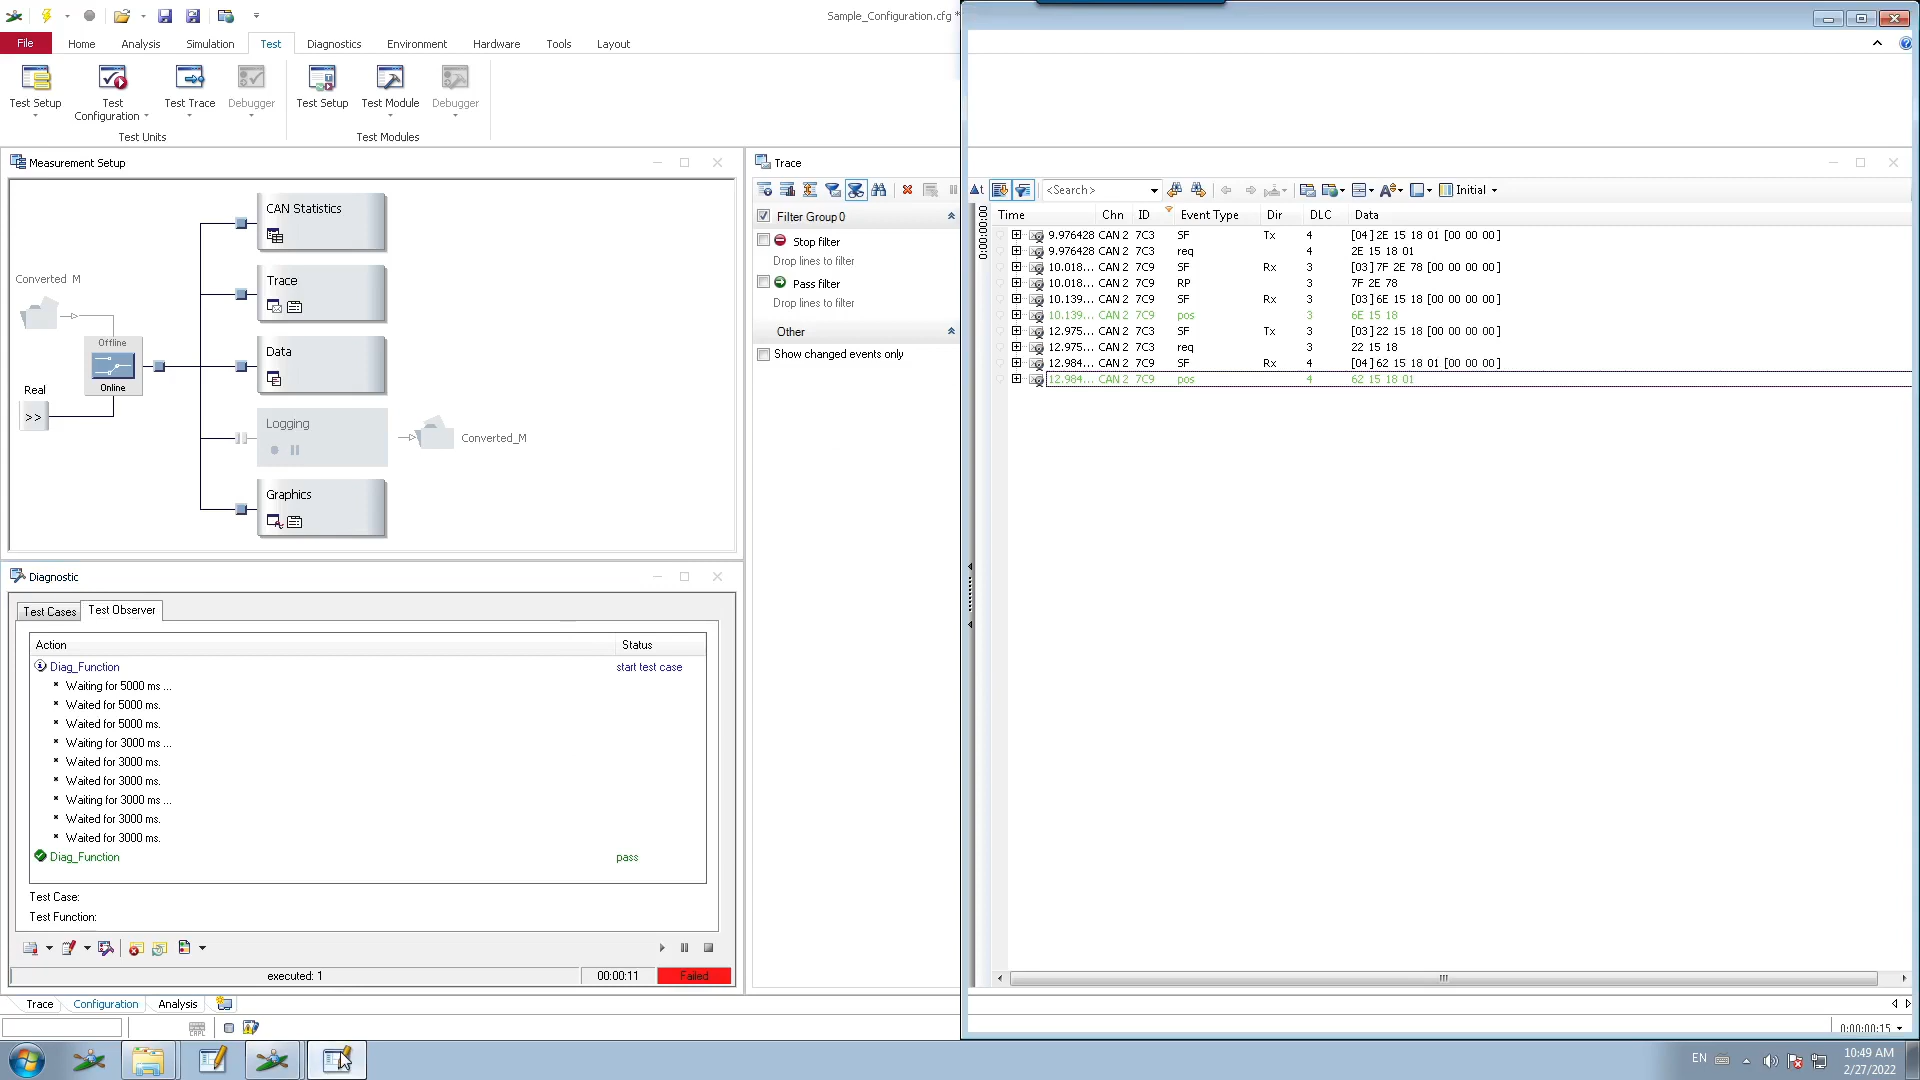 Sample_Configuration.cfg *
File Home Analysis Simulation Test Diagnostics Environment Hardware Tools Layout
Test Setup
Test Configuration
Test Trace
Debugger
Test Setup
Test Module
Debugger
Test Units
Test Modules
Measurement Setup
CAN Statistics
Converted M
Trace
Offline
Online
Data
Real
>>
Logging
Converted_M
Graphics
Diagnostic
Test Cases Test Observer
Action Status
Diag_Function start test case
Waiting for 5000 ms ...
Waited for 5000 ms.
Waited for 5000 ms.
Waiting for 3000 ms ...
Waited for 3000 ms.
Waited for 3000 ms.
Waiting for 3000 ms ...
Waited for 3000 ms.
Waited for 3000 ms.
Diag_Function pass
Test Case:
Test Function:
executed: 1 00:00:11 Failed
Trace Configuration Analysis
Trace
Filter Group 0
Stop filter
Drop lines to filter
Pass filter
Drop lines to filter
Other
Show changed events only
<Search> Initial
0:00:00:00
Time Chn ID Event Type Dir DLC Data
9.976428 CAN 2 7C3 SF Tx 4 [04] 2E 15 18 01 [00 00 00]
9.976428 CAN 2 7C3 req 4 2E 15 18 01
10.018... CAN 2 7C9 SF Rx 3 [03] 7F 2E 78 [00 00 00 00]
10.018... CAN 2 7C9 RP 3 7F 2E 78
10.139... CAN 2 7C9 SF Rx 3 [03] 6E 15 18 [00 00 00 00]
10.139... CAN 2 7C9 pos 3 6E 15 18
12.975... CAN 2 7C3 SF Tx 3 [03] 22 15 18 [00 00 00 00]
12.975... CAN 2 7C3 req 3 22 15 18
12.984... CAN 2 7C9 SF Rx 4 [04] 62 15 18 01 [00 00 00]
12.984... CAN 2 7C9 pos 4 62 15 18 01
0:00:00:15
EN
10:49 AM
2/27/2022